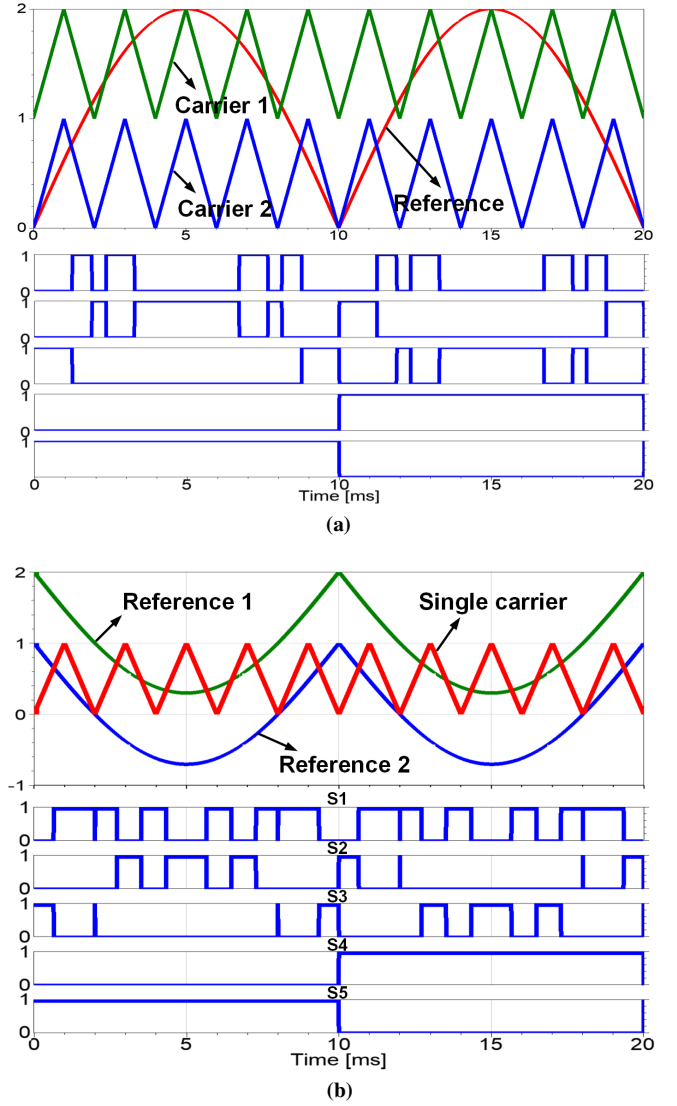 2
Carrier 1
1
Carrier 2
Reference
0
0 5 10 15 20
1
0
1
0
1
0
1
0
1
0 5 10 15 20
Time [ms]
(a)
2
Reference 1
Single carrier
1
0
Reference 2
-1
S1
1
0
S2
1
0
S3
1
0
S4
1
0
S5
1
0
0 5 10 15 20
Time [ms]
(b)